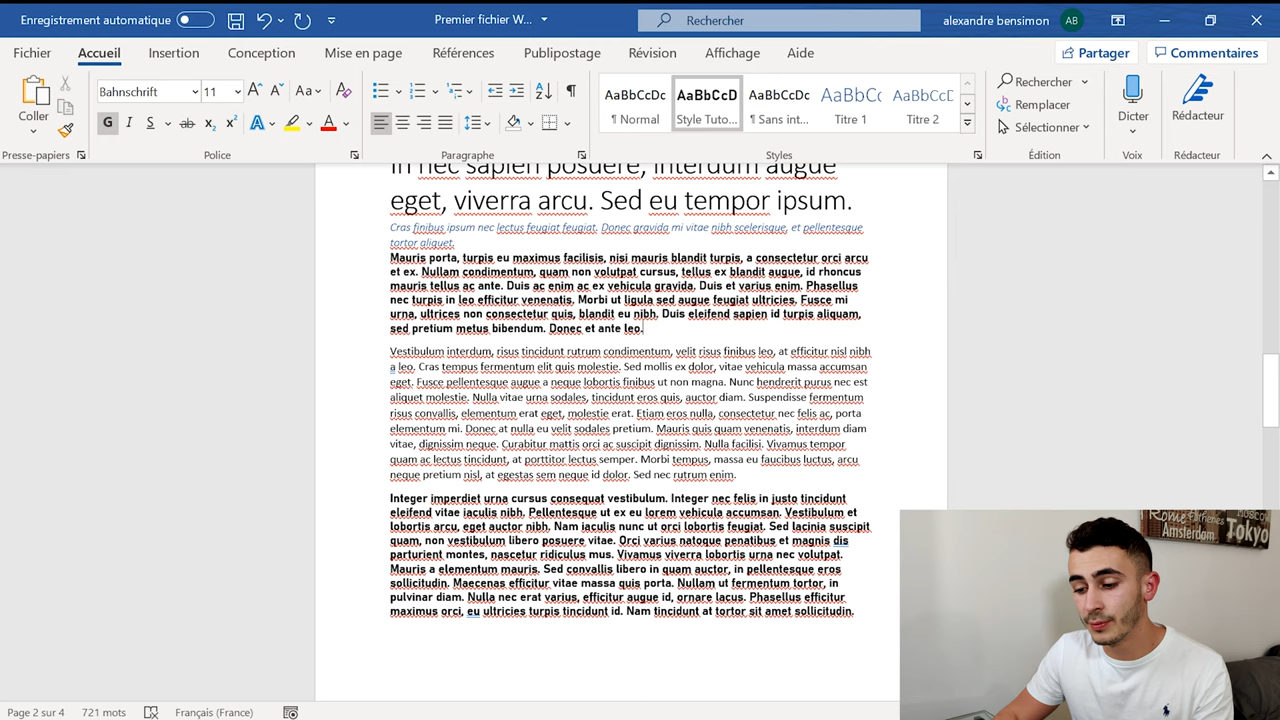 Enregistrement automatique
Premier fichier W...
Rechercher
alexandre bensimon
AB
Fichier
Accueil
Insertion
Conception
Mise en page
Références
Publipostage
Révision
Affichage
Aide
Partager
Commentaires
Coller
Bahnschrift
11
Aa
G I S ab x₂ x² A A
AaBbCcDc
¶ Normal
AaBbCcD
Style Tuto...
AaBbCcDc
¶ Sans int...
AaBbCc
Titre 1
AaBbCcD
Titre 2
Rechercher
Remplacer
Sélectionner
Dicter
Rédacteur
Presse-papiers
Police
Paragraphe
Styles
Édition
Voix
Rédacteur
In nec sapien posuere, interdum augue
eget, viverra arcu. Sed eu tempor ipsum.
Cras finibus ipsum nec lectus feugiat feugiat. Donec gravida mi vitae nibh scelerisque, et pellentesque
tortor aliquet.
Mauris porta, turpis eu maximus facilisis, nisi mauris blandit turpis, a consectetur orci arcu
et ex. Nullam condimentum, quam non volutpat cursus, tellus ex blandit augue, id rhoncus
mauris tellus ac ante. Duis ac enim ac ex vehicula gravida. Duis et varius enim. Phasellus
nec turpis in leo efficitur venenatis. Morbi ut ligula sed augue feugiat ultricies. Fusce mi
urna, ultrices non consectetur quis, blandit eu nibh. Duis eleifend sapien id turpis aliquam,
sed pretium metus bibendum. Donec et ante leo.
Vestibulum interdum, risus tincidunt rutrum condimentum, velit risus finibus leo, at efficitur nisl nibh
a leo. Cras tempus fermentum elit quis molestie. Sed mollis ex dolor, vitae vehicula massa accumsan
eget. Fusce pellentesque augue a neque lobortis finibus ut non magna. Nunc hendrerit purus nec est
aliquet molestie. Nulla vitae urna sodales, tincidunt eros quis, auctor diam. Suspendisse fermentum
risus convallis, elementum erat eget, molestie erat. Etiam eros nulla, consectetur nec felis ac, porta
elementum mi. Donec at nulla eu velit sodales pretium. Mauris quis quam venenatis, interdum diam
vitae, dignissim neque. Curabitur mattis orci ac suscipit dignissim. Nulla facilisi. Vivamus tempor
quam ac lectus tincidunt, at porttitor lectus semper. Morbi tempus, massa eu faucibus luctus, arcu
neque pretium nisl, at egestas sem neque id dolor. Sed nec rutrum enim.
Integer imperdiet urna cursus consequat vestibulum. Integer nec felis in justo tincidunt
eleifend vitae iaculis nibh. Pellentesque ut ex eu lorem vehicula accumsan. Vestibulum et
lobortis arcu, eget auctor nibh. Nam iaculis nunc ut orci lobortis feugiat. Sed lacinia suscipit
quam, non vestibulum libero posuere vitae. Orci varius natoque penatibus et magnis dis
parturient montes, nascetur ridiculus mus. Vivamus viverra lobortis urna nec volutpat.
Mauris a elementum mauris. Sed convallis libero in quam auctor, in pellentesque eros
sollicitudin. Maecenas efficitur vitae massa quis porta. Nullam ut fermentum tortor, in
pulvinar diam. Nulla nec erat varius, efficitur augue id, ornare lacus. Phasellus efficitur
maximus orci, eu ultricies turpis tincidunt id. Nam tincidunt at tortor sit amet sollicitudin.
Rome
Amsterdam
Tokyo
Page 2 sur 4
721 mots
Français (France)